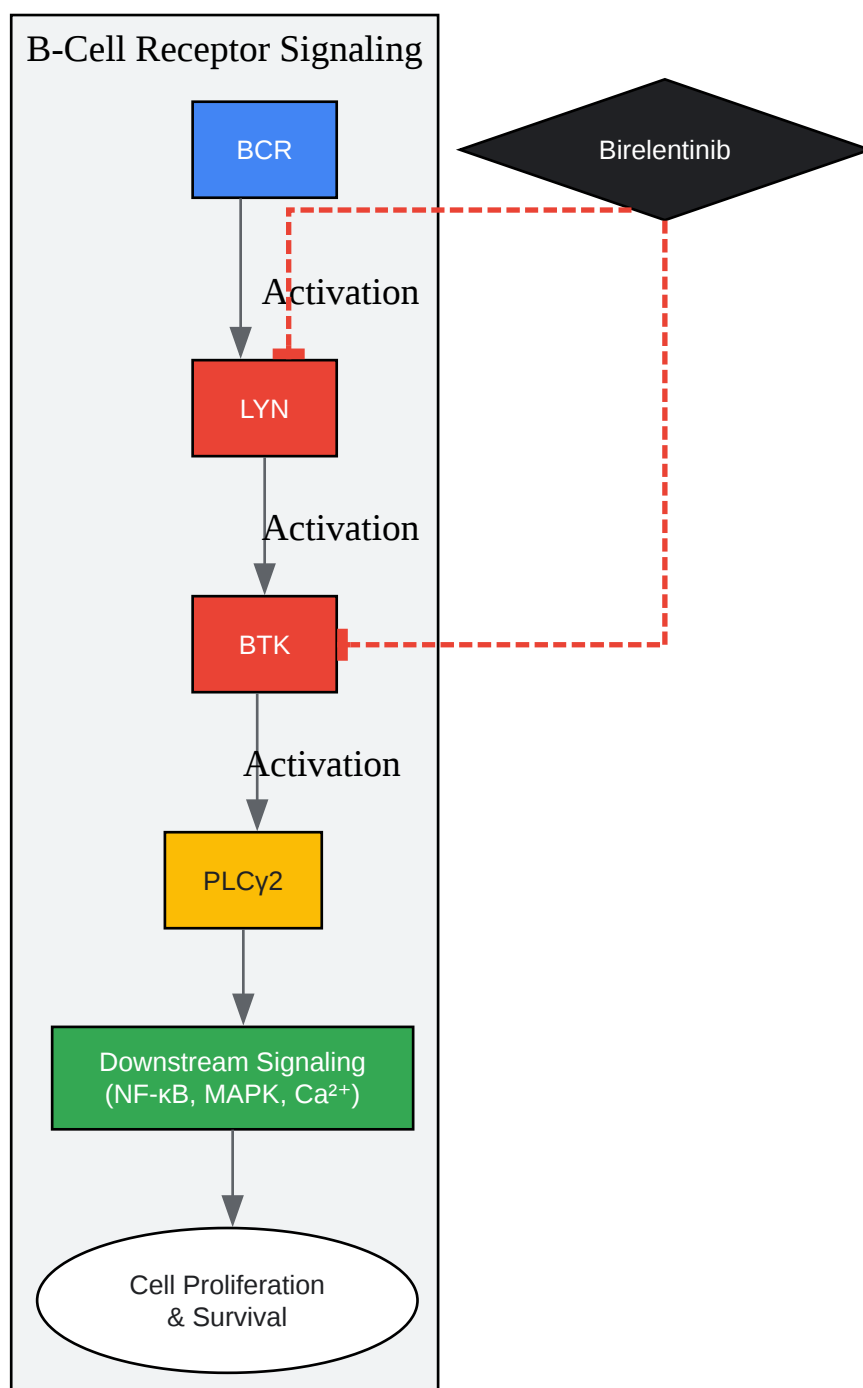 B-Cell Receptor Signaling
BCR
Birelentinib
Activation
LYN
Activation
BTK
Activation
PLCγ2
Downstream Signaling
(NF-κB, MAPK, Ca²⁺)
Cell Proliferation
& Survival